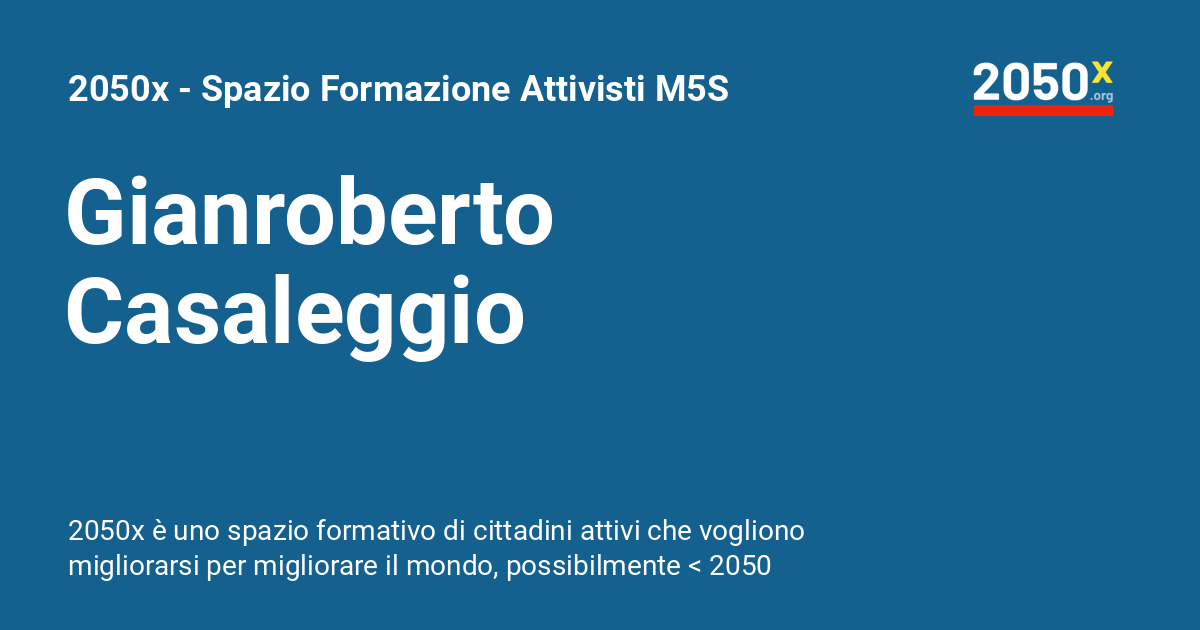 2050x - Spazio Formazione Attivisti M5S
2050x
.org
Gianroberto
Casaleggio
2050x è uno spazio formativo di cittadini attivi che vogliono
migliorarsi per migliorare il mondo, possibilmente < 2050